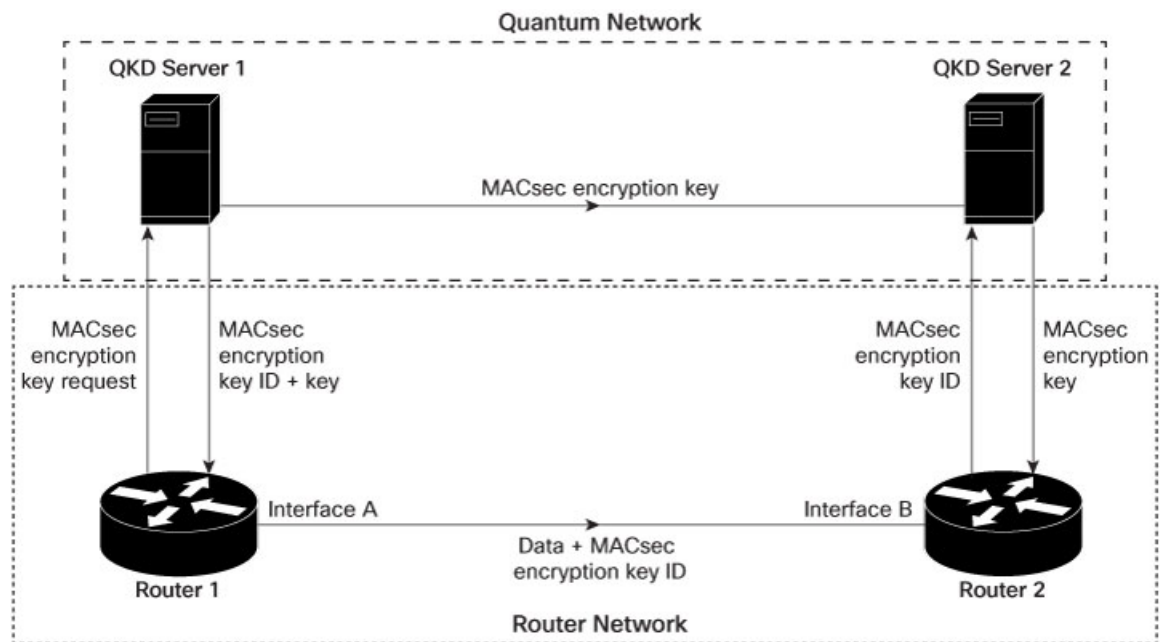 Quantum Network
QKD Server 1
QKD Server 2
MACsec encryption key
MACsec
encryption
key request
MACsec
encryption
key ID + key
MACsec
encryption
key ID
MACsec
encryption
key
Interface A
Interface B
Data + MACsec
encryption key ID
Router 1
Router 2
Router Network